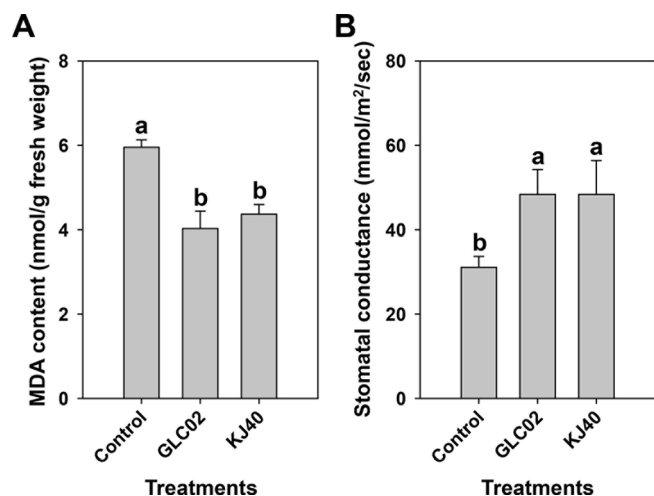 A
MDA content (nmol/g fresh weight)
8
6
4
2
0
a
b
b
Control
GLC02
KJ40
Treatments
B
Stomatal conductance (mmol/m²/sec)
80
60
40
20
0
b
a
a
Control
GLC02
KJ40
Treatments